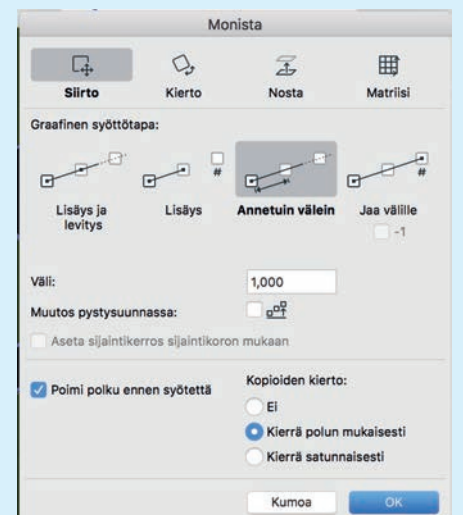 Monista
Siirto Kierto Nosta Matriisi
Graafinen syöttötapa:
# #
Lisäys ja levitys Lisäys Annetuin välein Jaa välille
-1
Väli: 1,000
Muutos pystysuunnassa:
Aseta sijaintikerros sijaintikoron mukaan
Poimi polku ennen syötettä
Kopioiden kierto:
Ei
Kierrä polun mukaisesti
Kierrä satunnaisesti
Kumoa OK